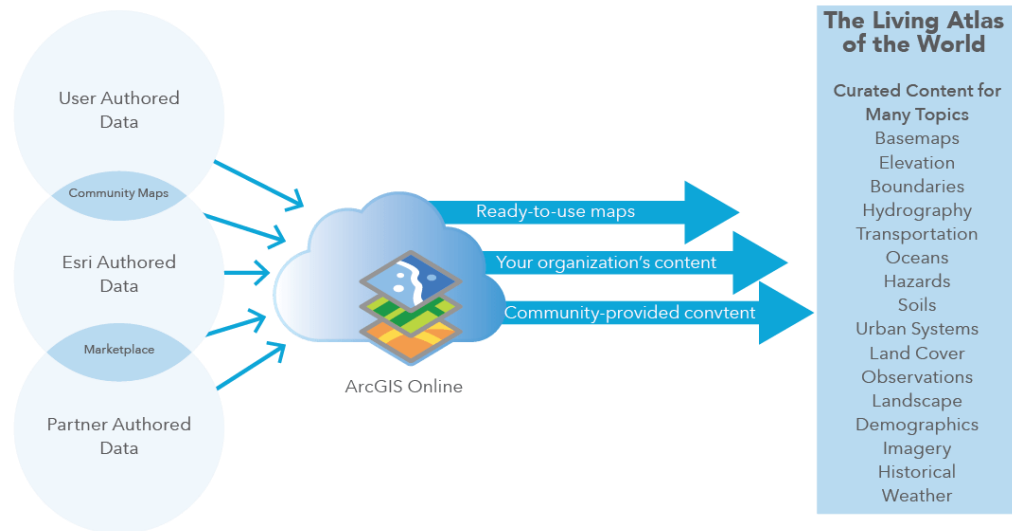 User Authored
Data
Community Maps
Esri Authored
Data
Marketplace
Partner Authored
Data
ArcGIS Online
Ready-to-use maps
Your organization's content
Community-provided convtent
The Living Atlas
of the World
Curated Content for
Many Topics
Basemaps
Elevation
Boundaries
Hydrography
Transportation
Oceans
Hazards
Soils
Urban Systems
Land Cover
Observations
Landscape
Demographics
Imagery
Historical
Weather